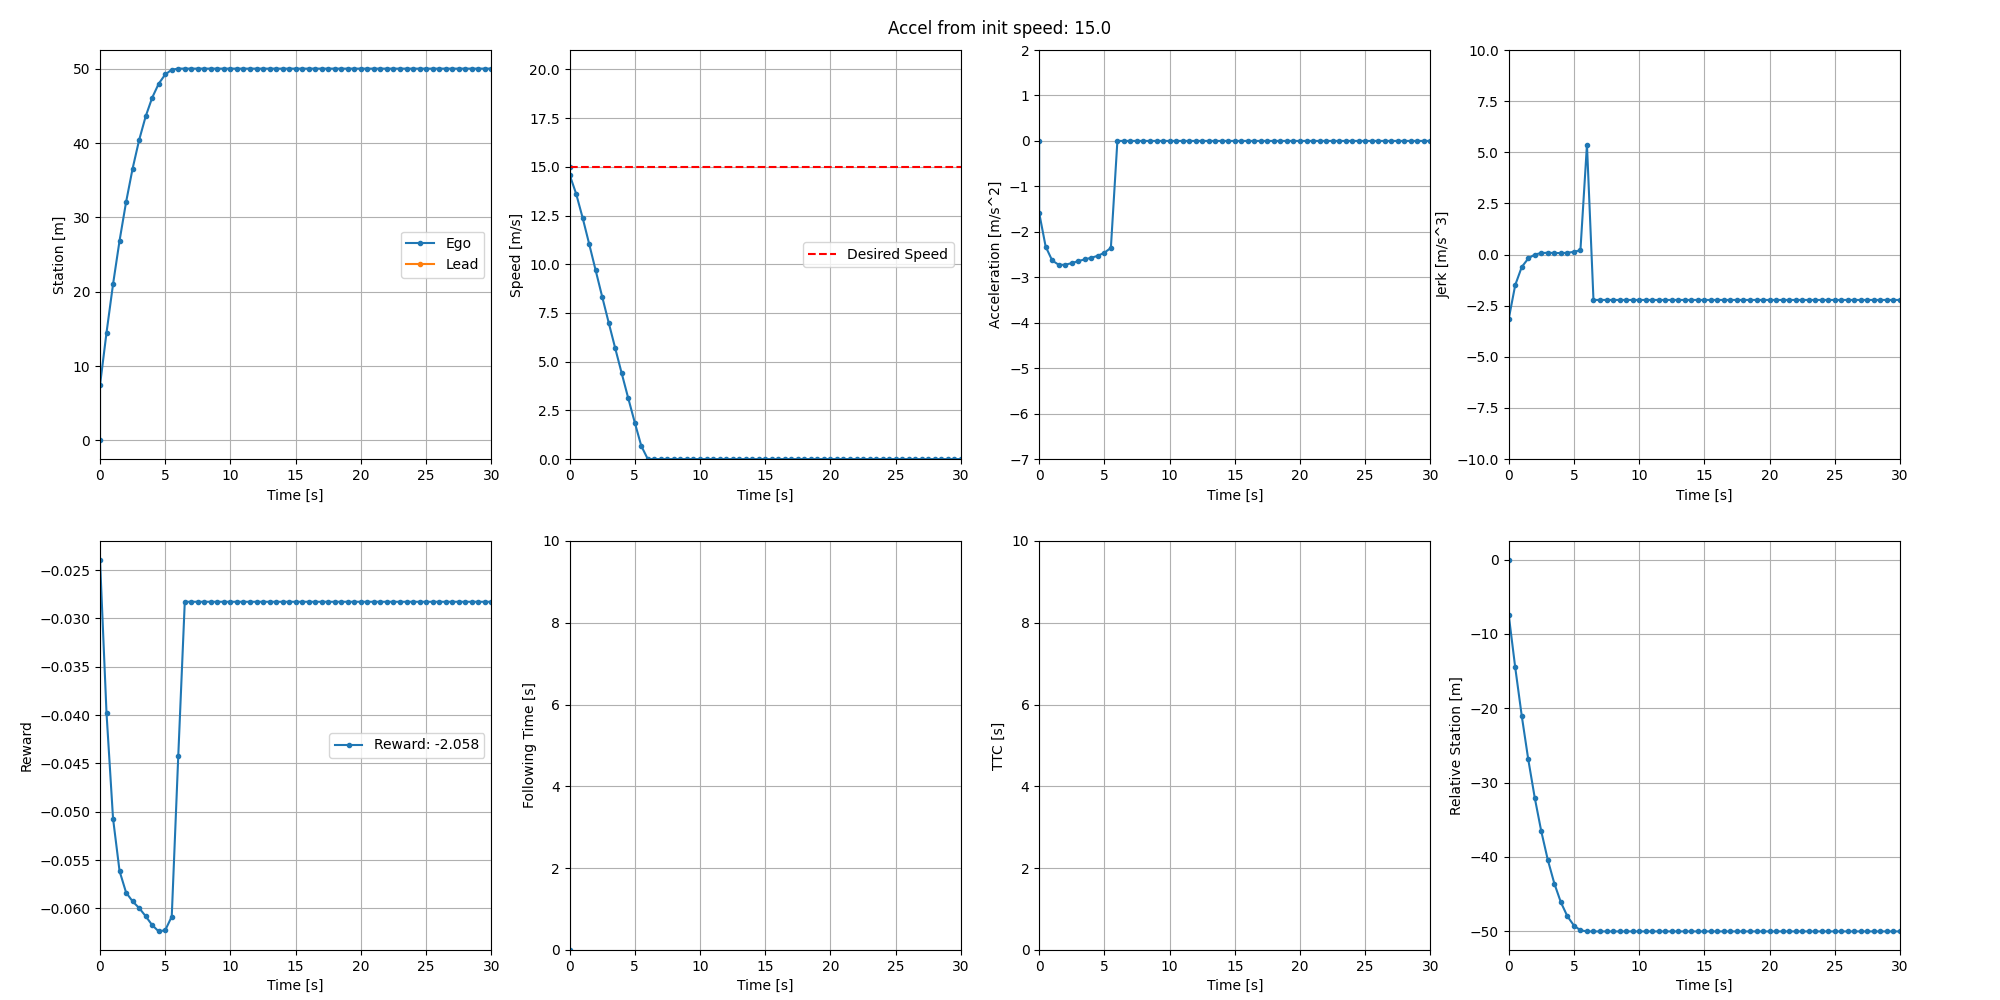 Accel from init speed: 15.0
50
40
30
20
10
0
Station [m]
Ego
Lead
0 5 10 15 20 25 30
Time [s]
20.0
17.5
15.0
12.5
10.0
7.5
5.0
2.5
0.0
Speed [m/s]
Desired Speed
0 5 10 15 20 25 30
Time [s]
2
1
0
−1
−2
−3
−4
−5
−6
−7
Acceleration [m/s^2]
0 5 10 15 20 25 30
Time [s]
10.0
7.5
5.0
2.5
0.0
−2.5
−5.0
−7.5
−10.0
Jerk [m/s^3]
0 5 10 15 20 25 30
Time [s]
−0.025
−0.030
−0.035
−0.040
−0.045
−0.050
−0.055
−0.060
Reward
Reward: -2.058
0 5 10 15 20 25 30
Time [s]
10
8
6
4
2
0
Following Time [s]
0 5 10 15 20 25 30
Time [s]
10
8
6
4
2
0
TTC [s]
0 5 10 15 20 25 30
Time [s]
0
−10
−20
−30
−40
−50
Relative Station [m]
0 5 10 15 20 25 30
Time [s]